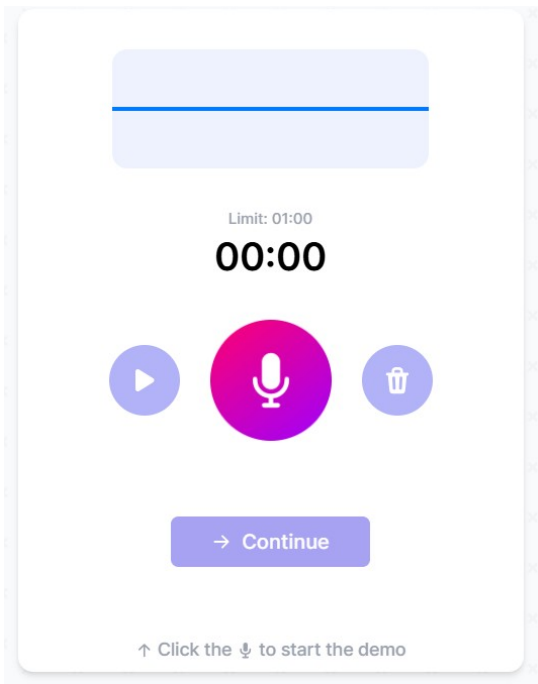 Limit: 01:00
00:00
→ Continue
↑ Click the 🎙 to start the demo